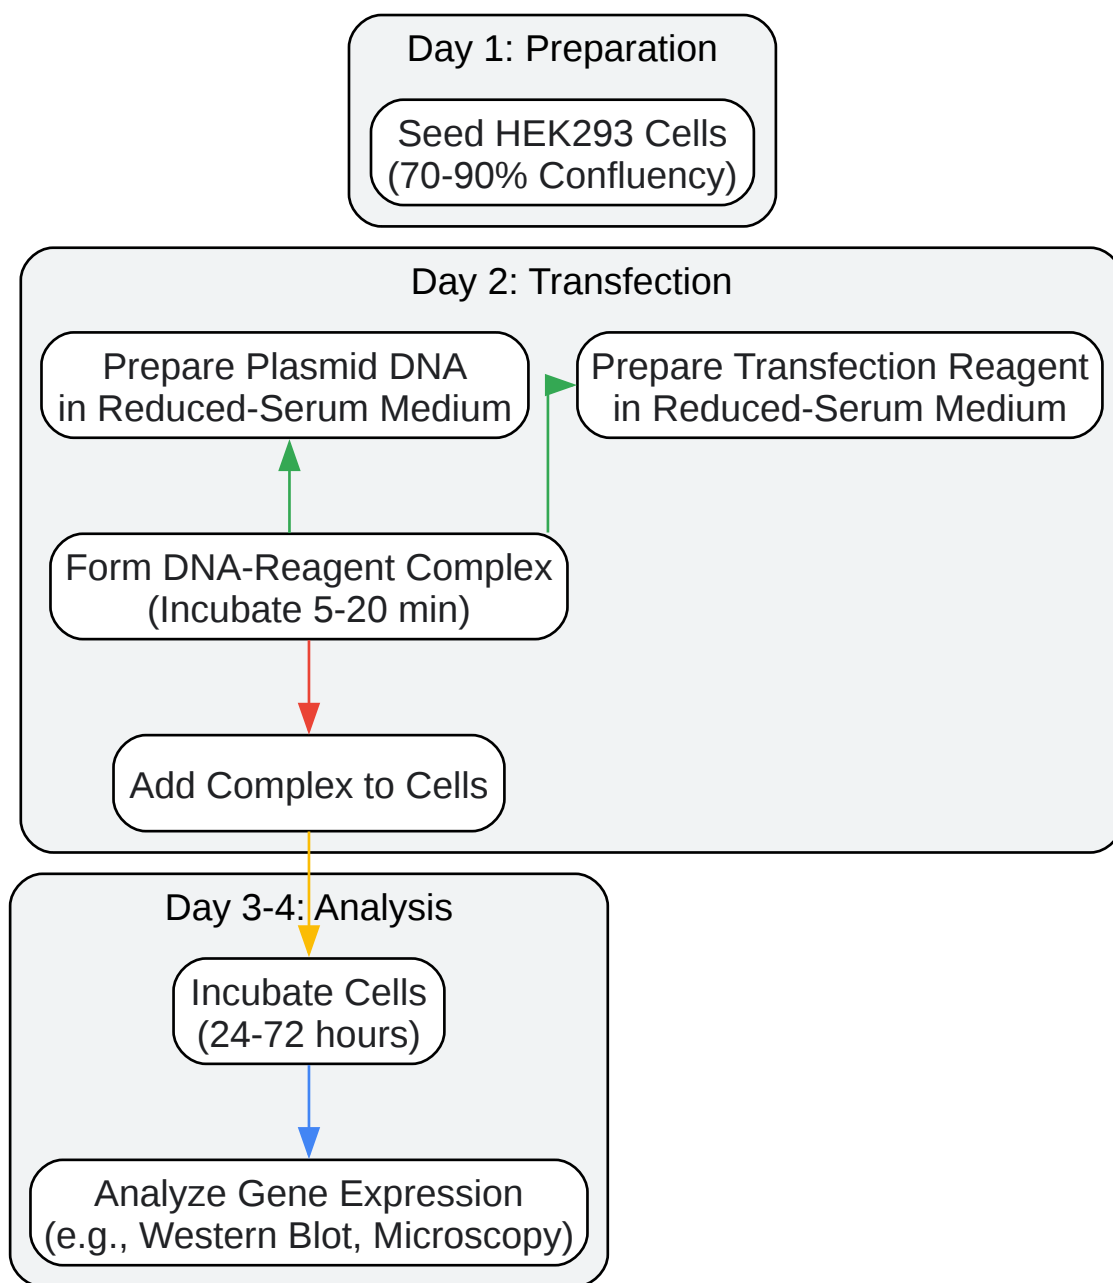 Day 1: Preparation
Seed HEK293 Cells
(70-90% Confluency)
Day 2: Transfection
Prepare Plasmid DNA
in Reduced-Serum Medium
Prepare Transfection Reagent
in Reduced-Serum Medium
Form DNA-Reagent Complex
(Incubate 5-20 min)
Add Complex to Cells
Day 3-4: Analysis
Incubate Cells
(24-72 hours)
Analyze Gene Expression
(e.g., Western Blot, Microscopy)